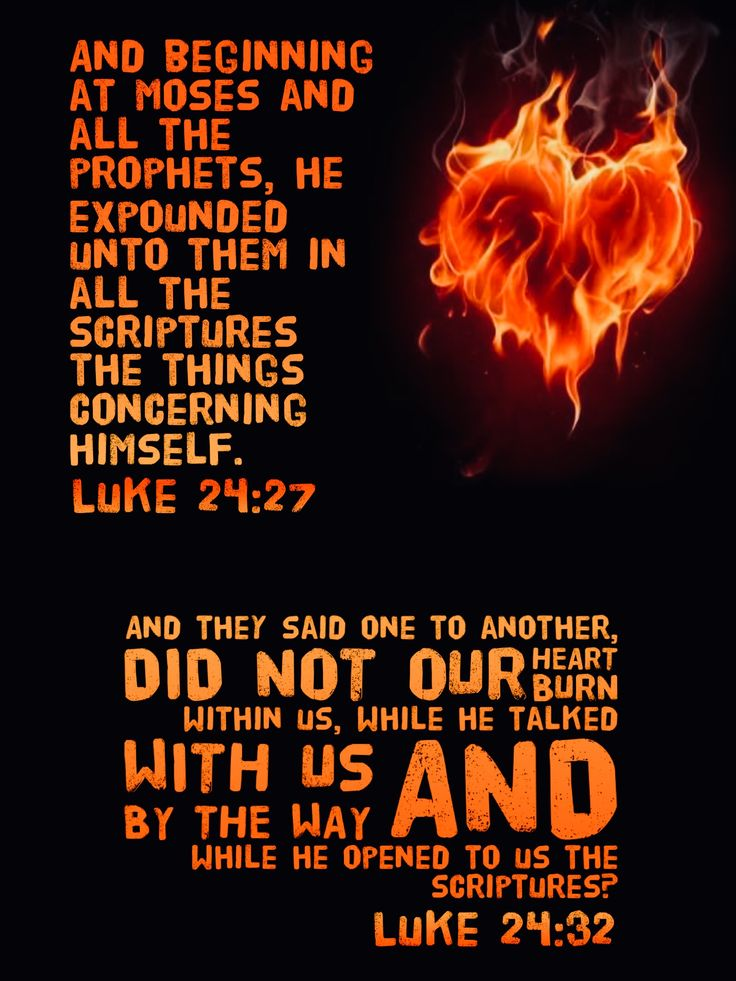 AND BEGINNING
AT MOSES AND
ALL THE
PROPHETS, HE
EXPOUNDED
UNTO THEM IN
ALL THE
SCRIPTURES
THE THINGS
CONCERNING
HIMSELF.
LUKE 24:27
AND THEY SAID ONE TO ANOTHER,
DID NOT OUR HEART BURN
WITHIN US, WHILE HE TALKED
WITH US
BY THE WAY AND
WHILE HE OPENED TO US THE
SCRIPTURES?
LUKE 24:32